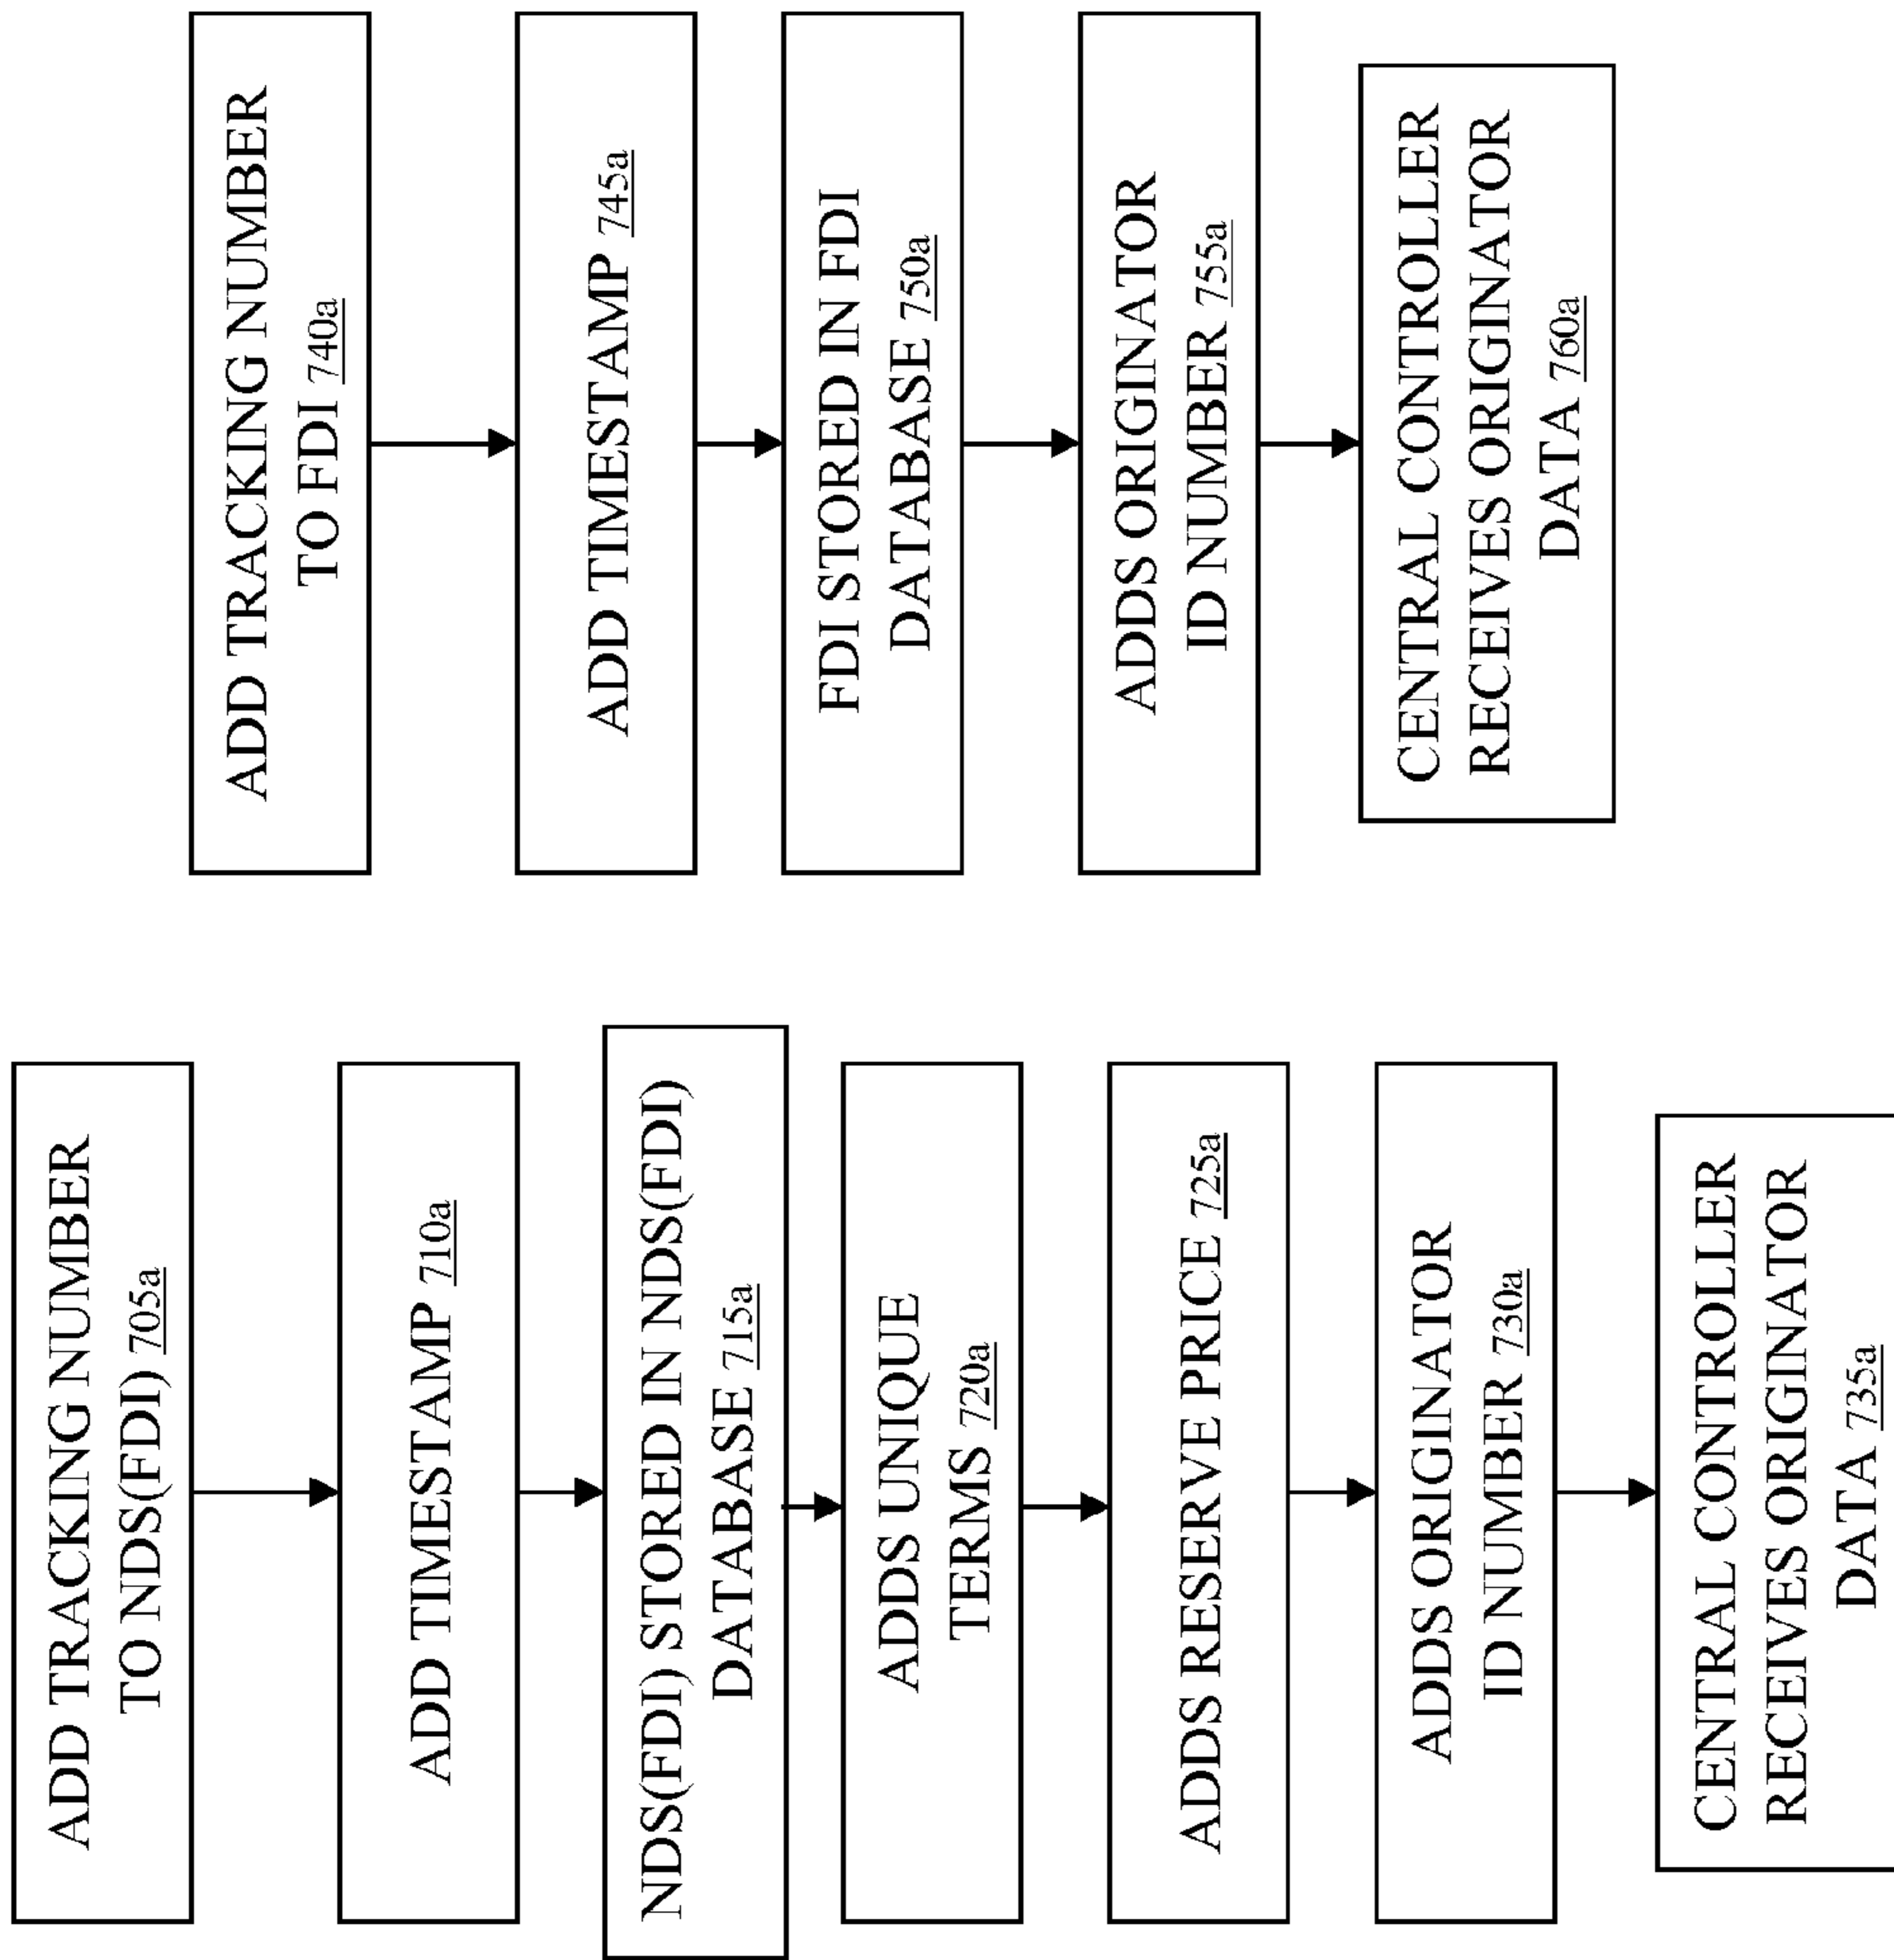 ADD TRACKING NUMBER
TO NDS(FDI) 705a
ADD TIMESTAMP 710a
NDS(FDI) STORED IN NDS(FDI)
DATABASE 715a
ADDS UNIQUE
TERMS 720a
ADDS RESERVE PRICE 725a
ADDS ORIGINATOR
ID NUMBER 730a
CENTRAL CONTROLLER
RECEIVES ORIGINATOR
DATA 735a
ADD TRACKING NUMBER
TO FDI 740a
ADD TIMESTAMP 745a
FDI STORED IN FDI
DATABASE 750a
ADDS ORIGINATOR
ID NUMBER 755a
CENTRAL CONTROLLER
RECEIVES ORIGINATOR
DATA 760a